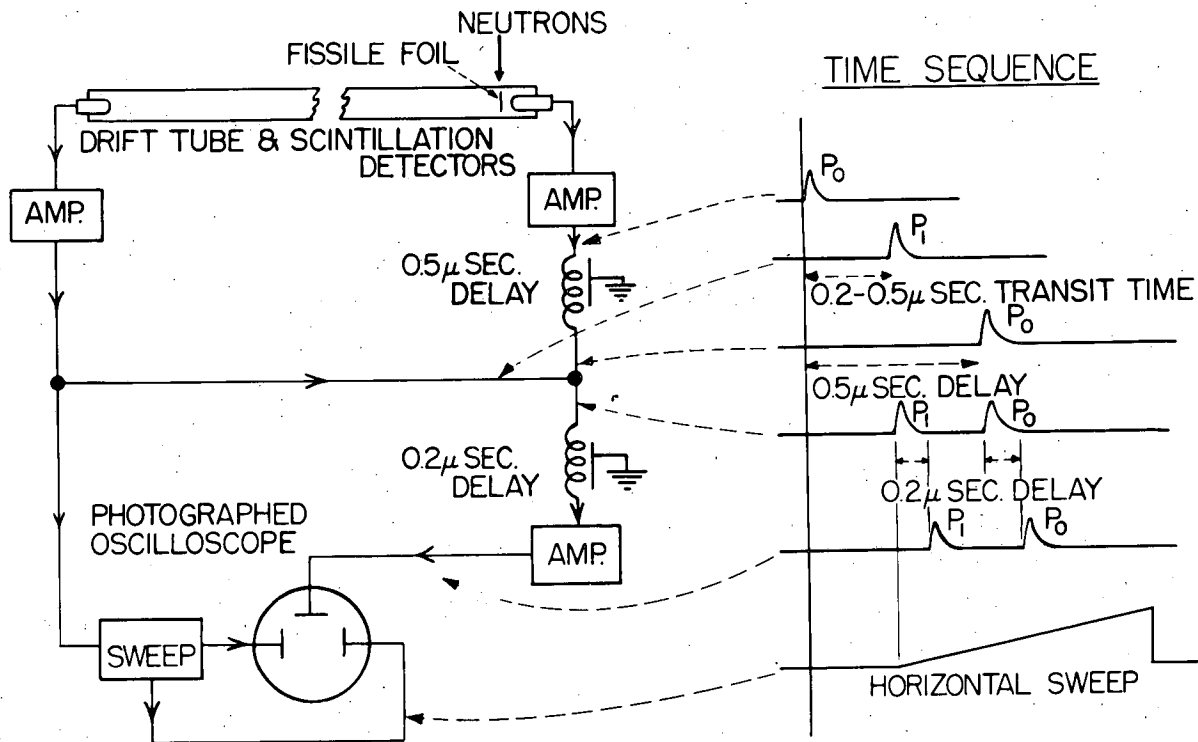 NEUTRONS
FISSILE FOIL
DRIFT TUBE & SCINTILLATION
DETECTORS
AMP.
AMP.
0.5μ SEC.
DELAY
0.2μ SEC.
DELAY
PHOTOGRAPHED
OSCILLOSCOPE
AMP.
SWEEP
TIME SEQUENCE
P₀
P₁
0.2-0.5μ SEC. TRANSIT TIME
P₀
0.5μ SEC. DELAY
P₁ P₀
0.2μ SEC. DELAY
P₁ P₀
HORIZONTAL SWEEP